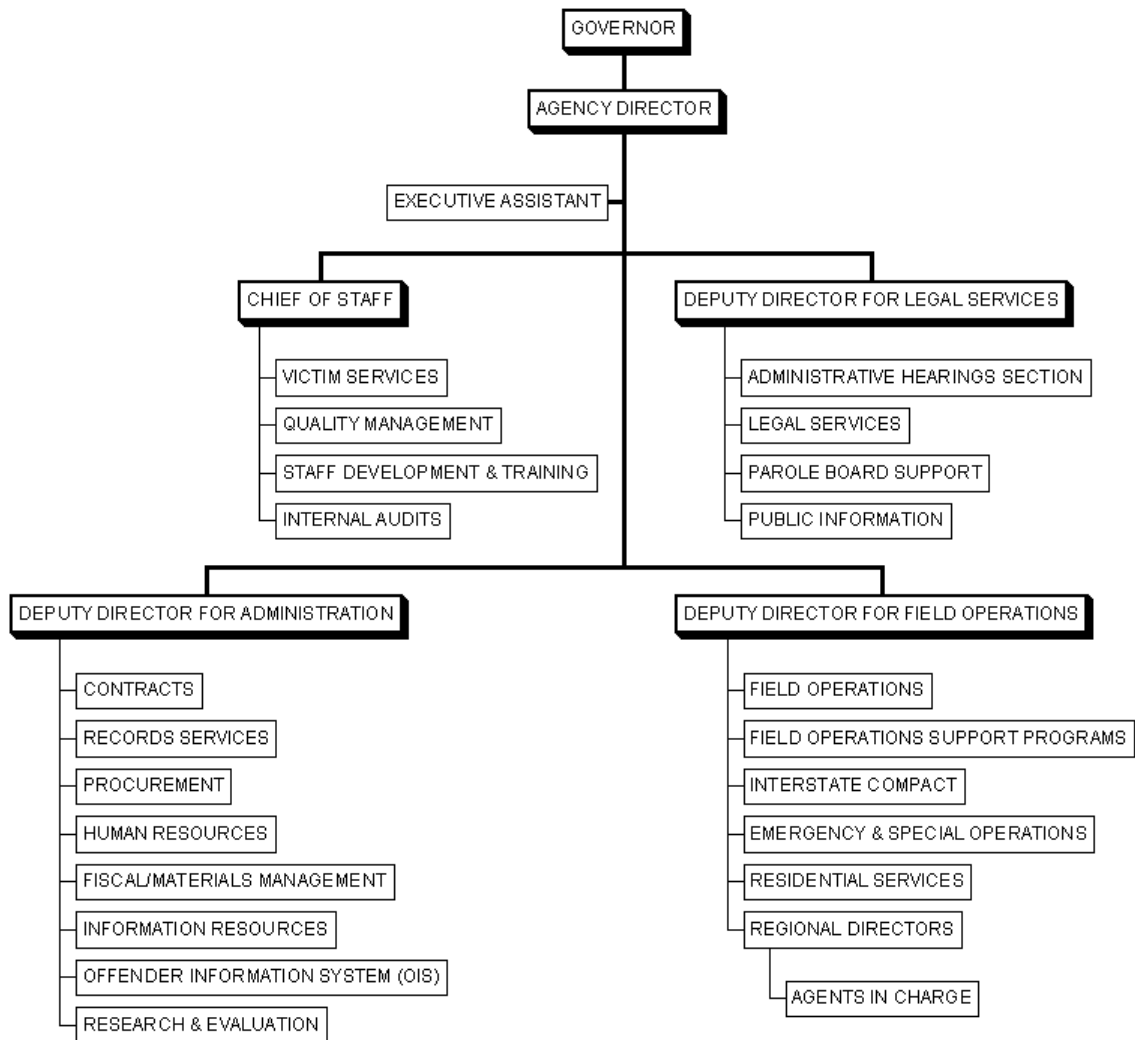 GOVERNOR
AGENCY DIRECTOR
EXECUTIVE ASSISTANT
CHIEF OF STAFF
VICTIM SERVICES
QUALITY MANAGEMENT
STAFF DEVELOPMENT & TRAINING
INTERNAL AUDITS
DEPUTY DIRECTOR FOR LEGAL SERVICES
ADMINISTRATIVE HEARINGS SECTION
LEGAL SERVICES
PAROLE BOARD SUPPORT
PUBLIC INFORMATION
DEPUTY DIRECTOR FOR ADMINISTRATION
CONTRACTS
RECORDS SERVICES
PROCUREMENT
HUMAN RESOURCES
FISCAL/MATERIALS MANAGEMENT
INFORMATION RESOURCES
OFFENDER INFORMATION SYSTEM (OIS)
RESEARCH & EVALUATION
DEPUTY DIRECTOR FOR FIELD OPERATIONS
FIELD OPERATIONS
FIELD OPERATIONS SUPPORT PROGRAMS
INTERSTATE COMPACT
EMERGENCY & SPECIAL OPERATIONS
RESIDENTIAL SERVICES
REGIONAL DIRECTORS
AGENTS IN CHARGE